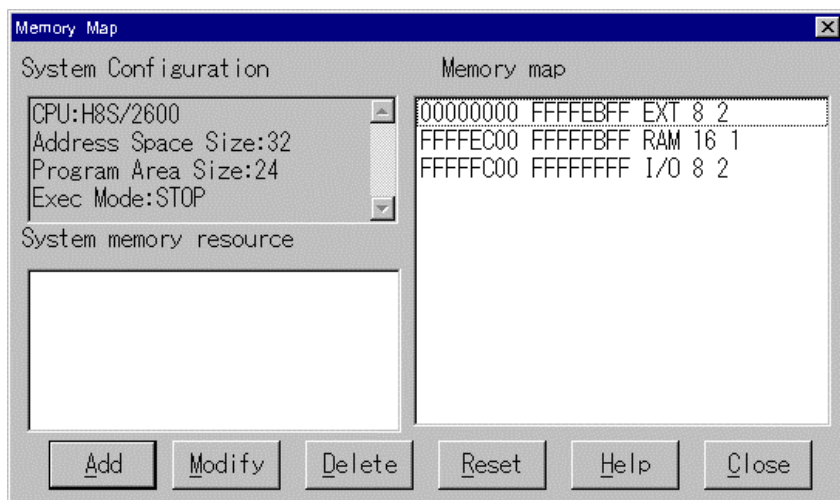 Memory Map
System Configuration
CPU:H8S/2600
Address Space Size:32
Program Area Size:24
Exec Mode:STOP
System memory resource
Memory map
00000000 FFFFEBFF EXT 8 2
FFFFEC00 FFFFFBFF RAM 16 1
FFFFFC00 FFFFFFFF I/O 8 2
Add
Modify
Delete
Reset
Help
Close